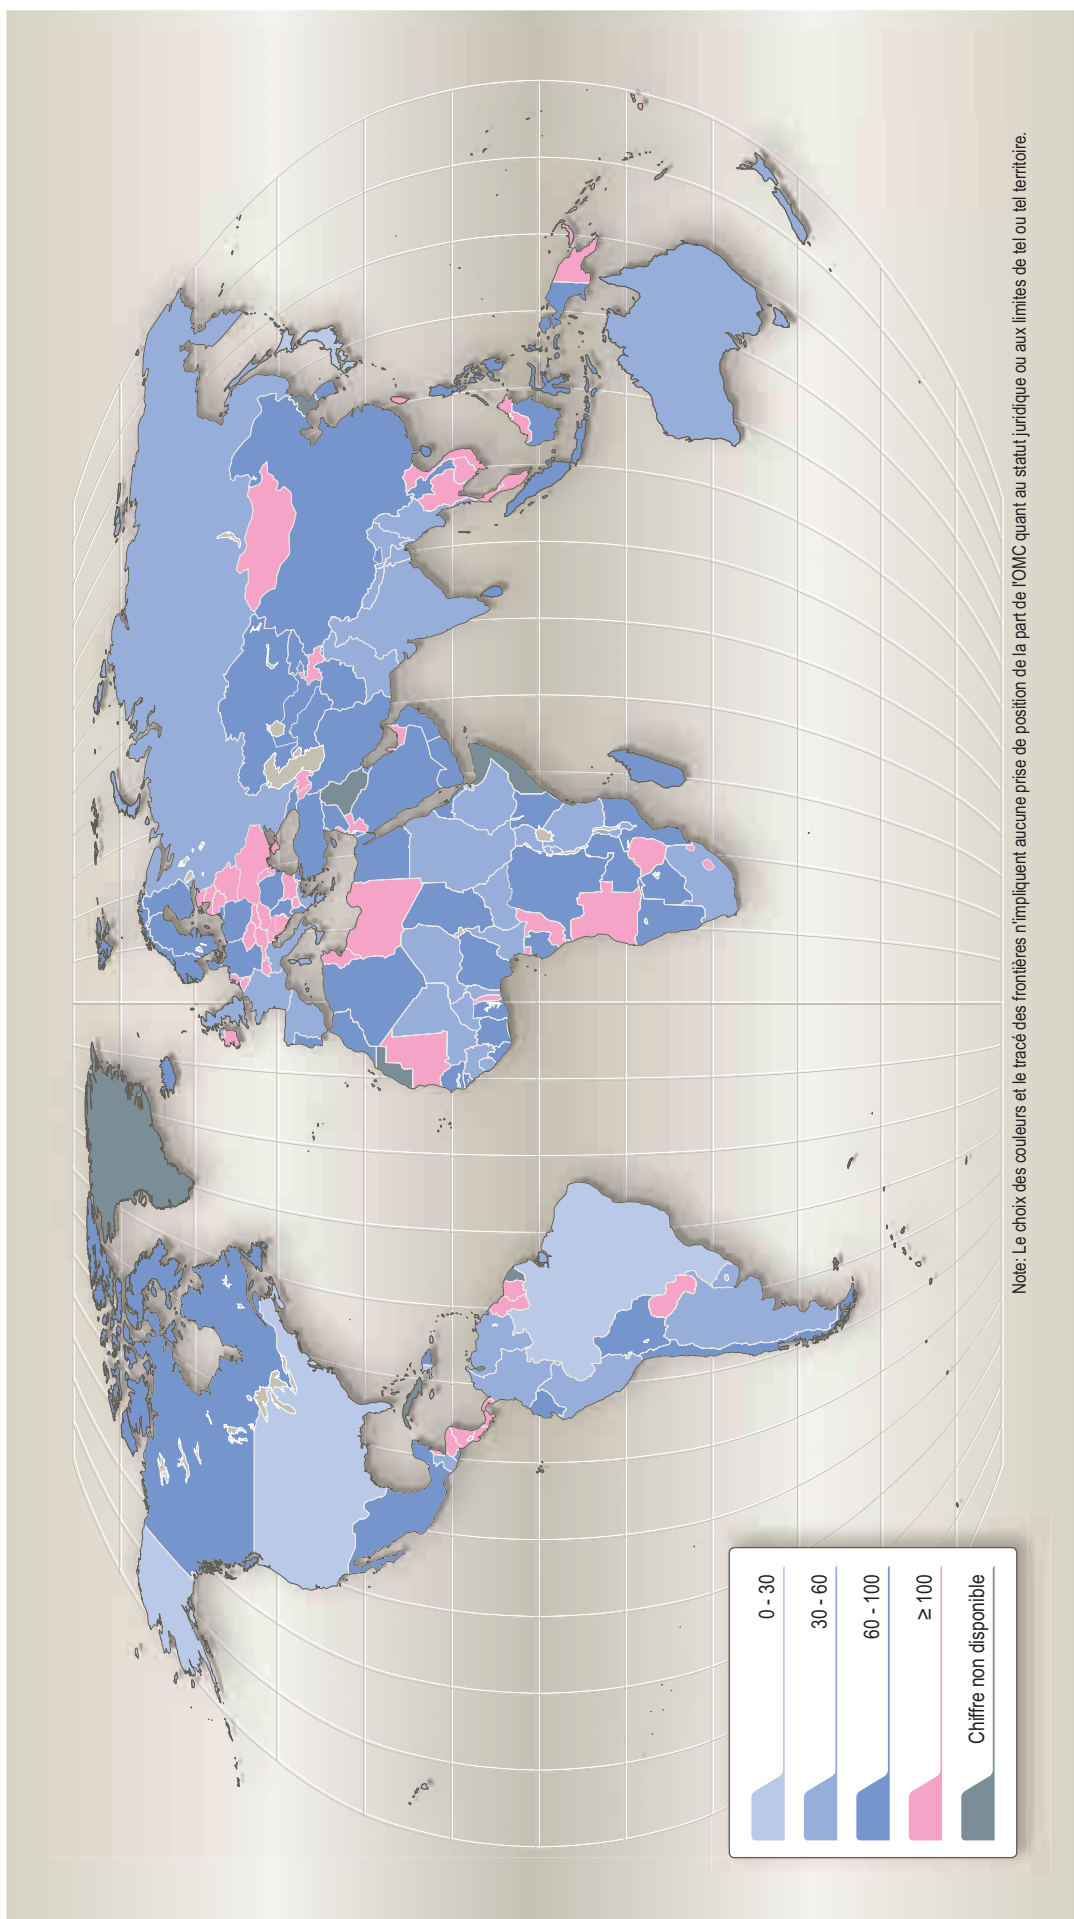 0 - 30
30 - 60
60 - 100
≥ 100
Chiffre non disponible
Note: Le choix des couleurs et le tracé des frontières n'impliquent aucune prise de position de la part de l'OMC quant au statut juridique ou aux limites de tel ou tel territoire.